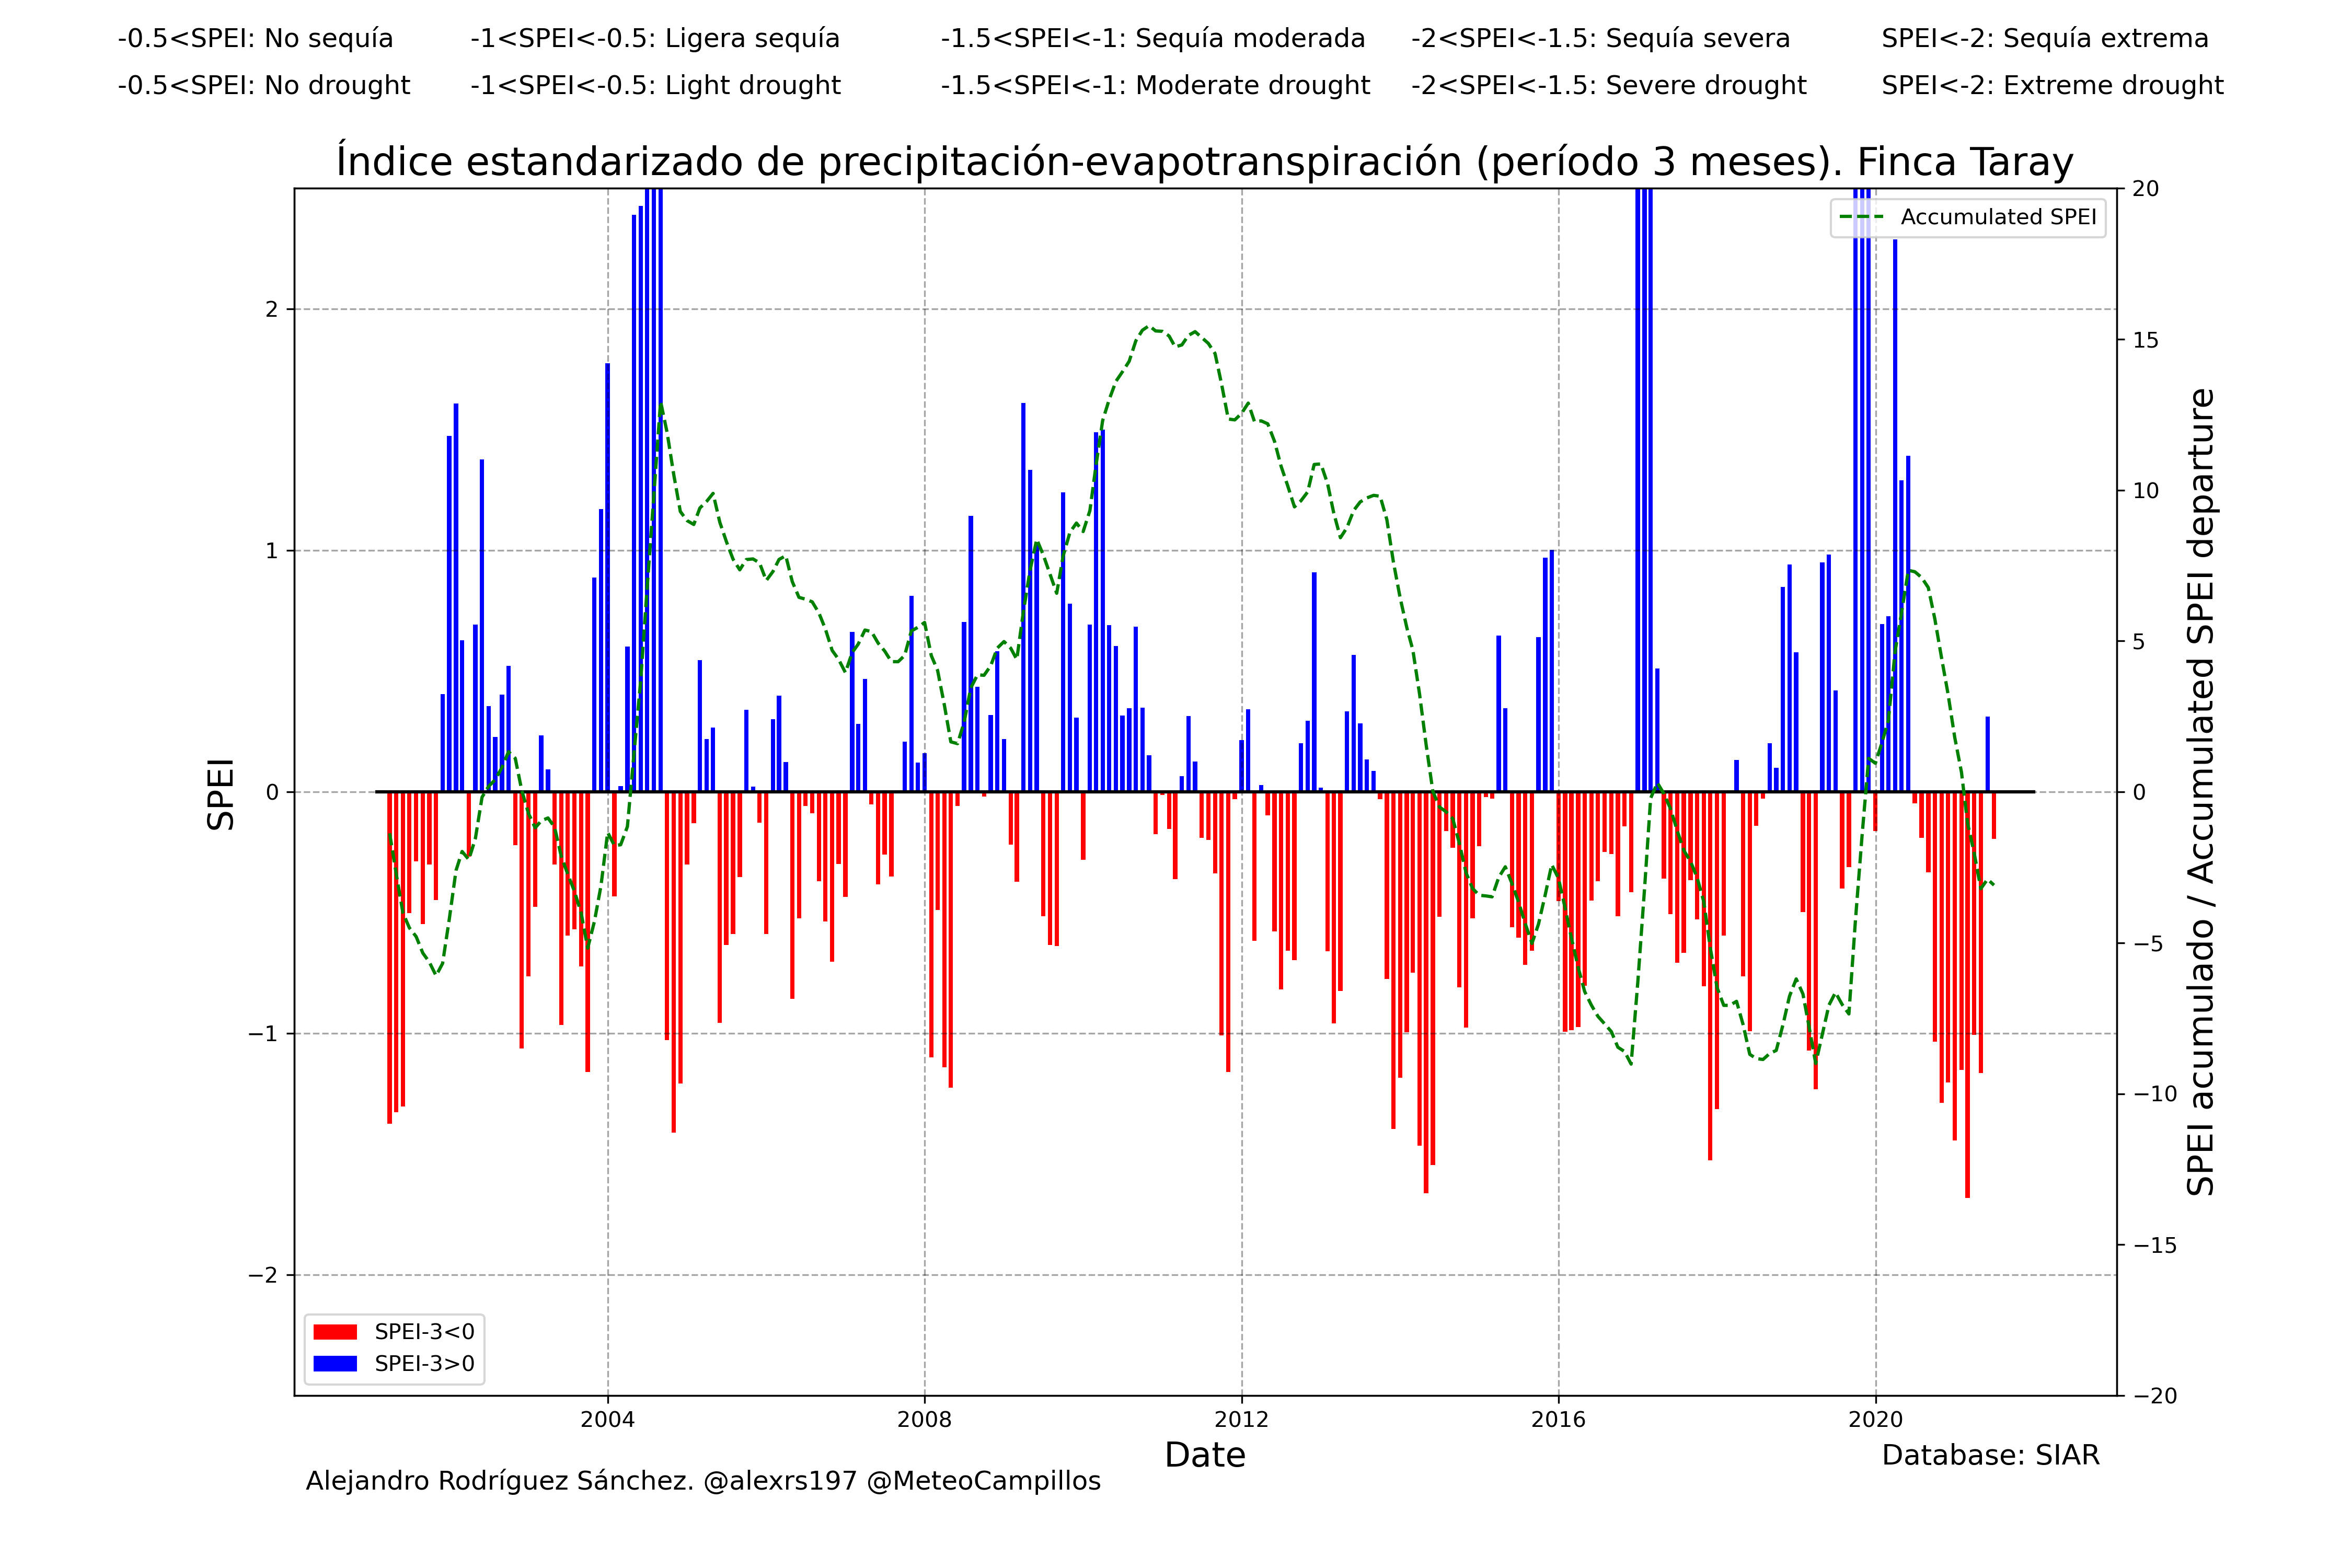 -0.5<SPEI: No sequía
-1<SPEI<-0.5: Ligera sequía
-1.5<SPEI<-1: Sequía moderada
-2<SPEI<-1.5: Sequía severa
SPEI<-2: Sequía extrema
-0.5<SPEI: No drought
-1<SPEI<-0.5: Light drought
-1.5<SPEI<-1: Moderate drought
-2<SPEI<-1.5: Severe drought
SPEI<-2: Extreme drought
Índice estandarizado de precipitación-evapotranspiración (período 3 meses). Finca Taray
SPEI
2
1
0
−1
−2
Accumulated SPEI
20
15
10
5
0
−5
−10
−15
−20
SPEI acumulado / Accumulated SPEI departure
SPEI-3<0
SPEI-3>0
2004
2008
2012
2016
2020
Date
Database: SIAR
Alejandro Rodríguez Sánchez. @alexrs197 @MeteoCampillos